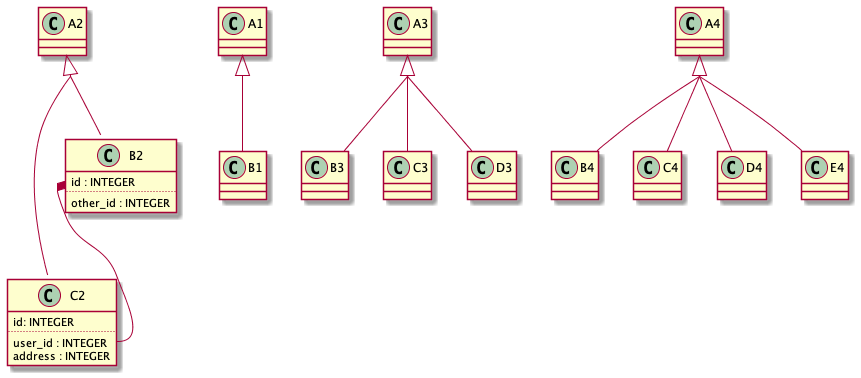 C A2
C A1
C A3
C A4
C B2
id : INTEGER
other_id : INTEGER
C B1
C B3
C C3
C D3
C B4
C C4
C D4
C E4
C C2
id: INTEGER
user_id : INTEGER
address : INTEGER